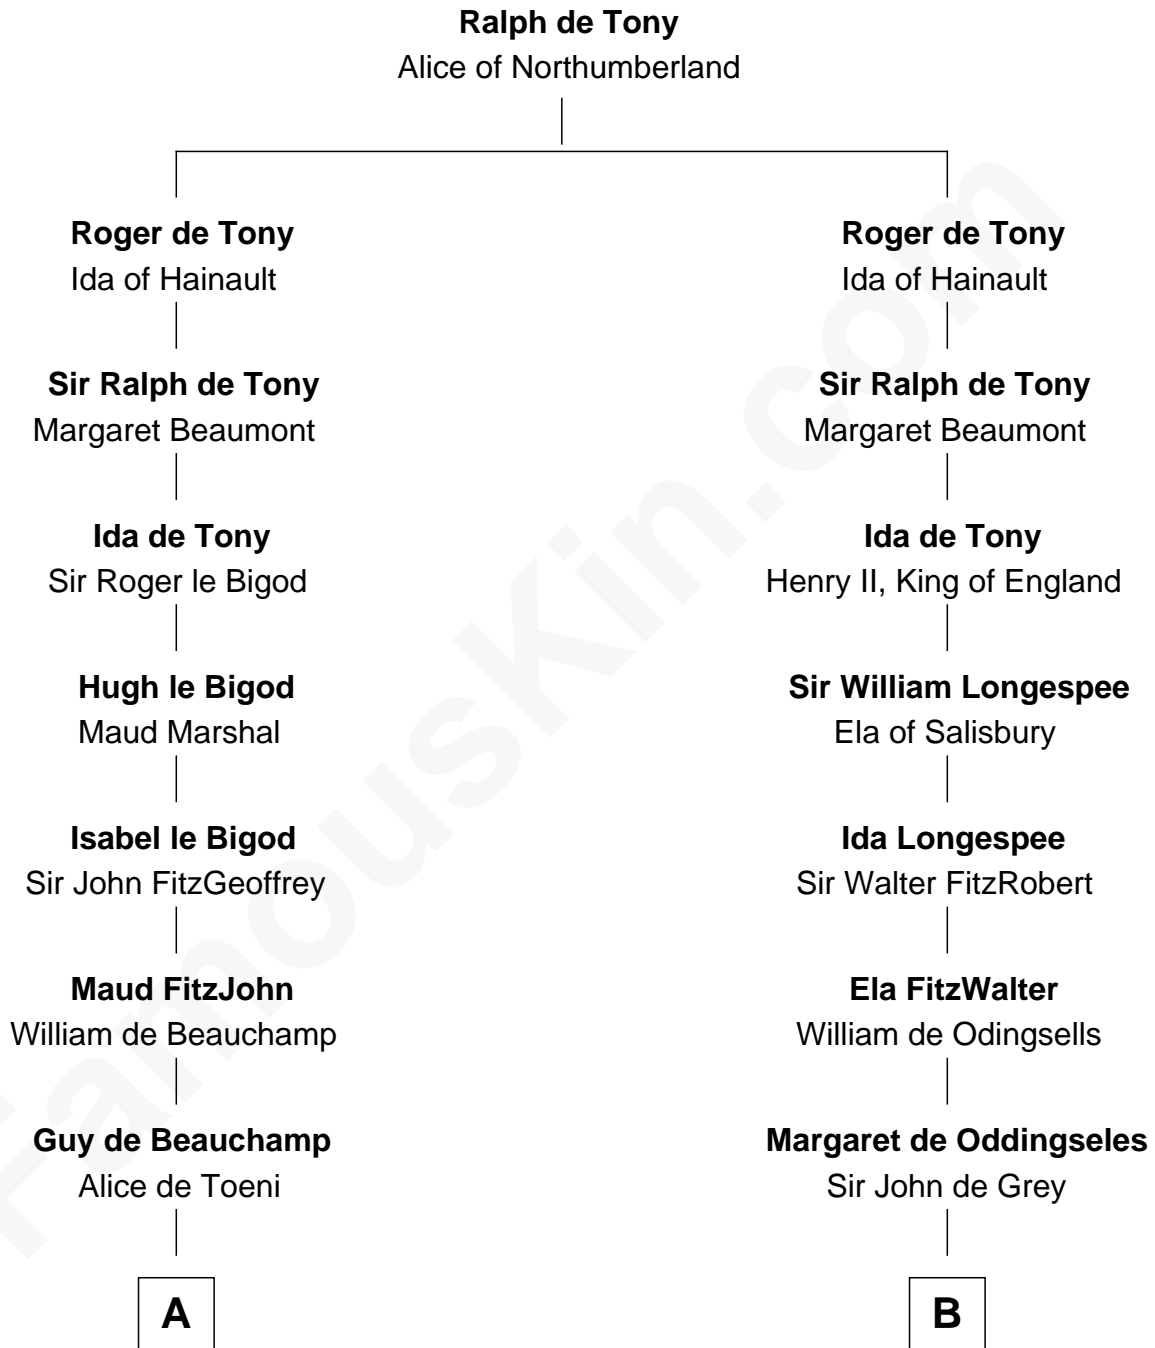 Ralph de Tony
Alice of Northumberland
Roger de Tony
Ida of Hainault
Sir Ralph de Tony
Margaret Beaumont
Ida de Tony
Sir Roger le Bigod
Hugh le Bigod
Maud Marshal
Isabel le Bigod
Sir John FitzGeoffrey
Maud FitzJohn
William de Beauchamp
Guy de Beauchamp
Alice de Toeni
A
Roger de Tony
Ida of Hainault
Sir Ralph de Tony
Margaret Beaumont
Ida de Tony
Henry II, King of England
Sir William Longespee
Ela of Salisbury
Ida Longespee
Sir Walter FitzRobert
Ela FitzWalter
William de Odingsells
Margaret de Oddingseles
Sir John de Grey
B
FamousKin.com